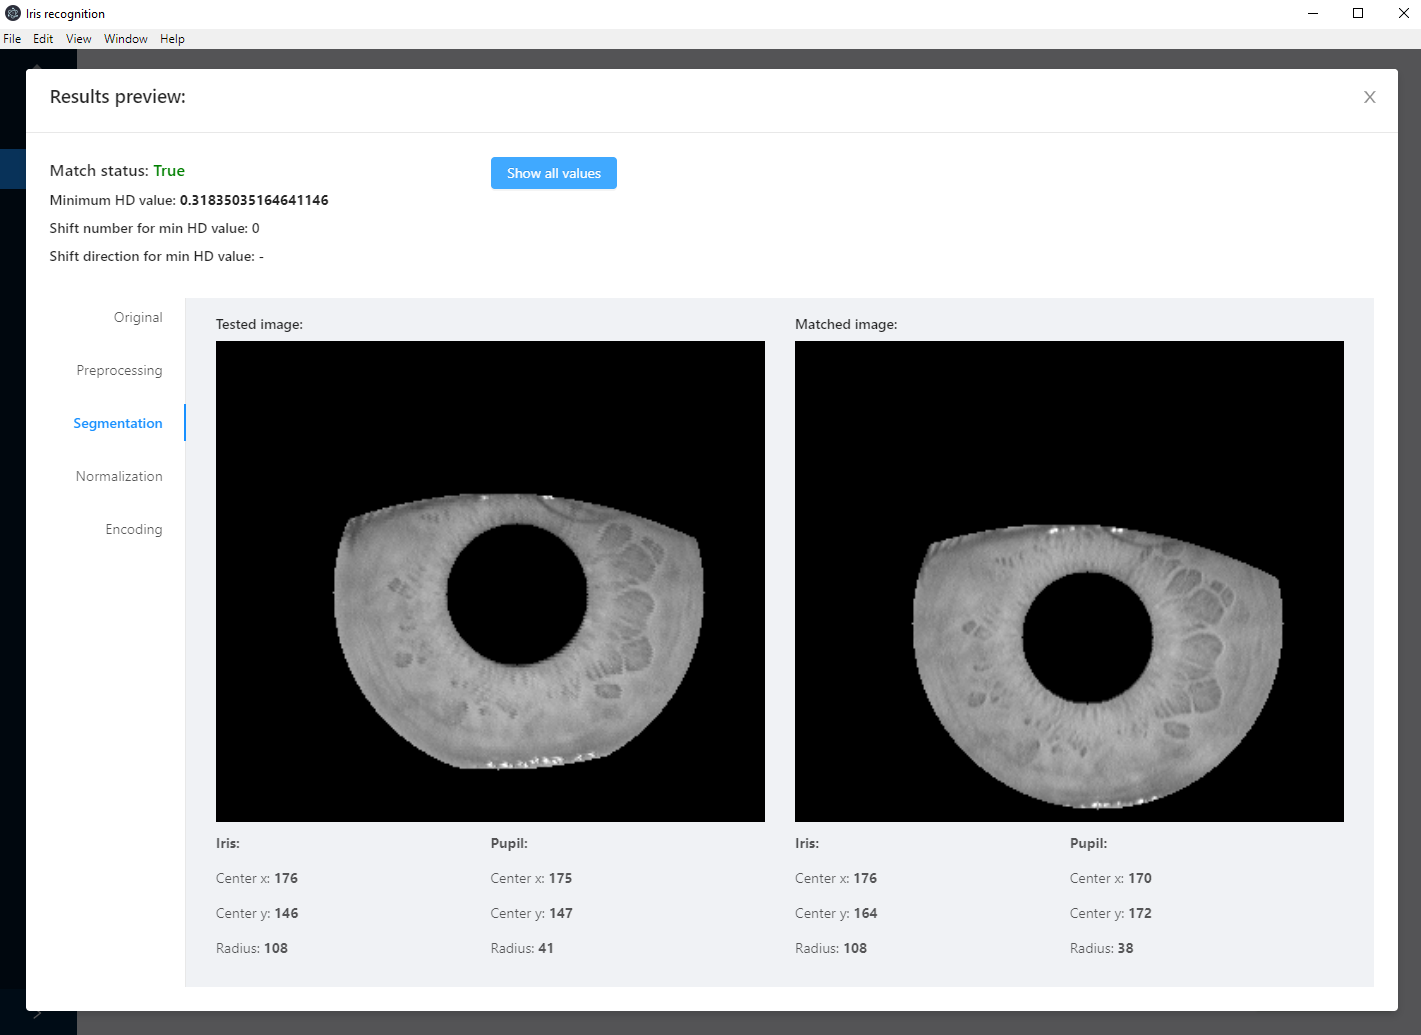 Iris recognition
File Edit View Window Help
Results preview:
Match status: True
Show all values
Minimum HD value: 0.31835035164641146
Shift number for min HD value: 0
Shift direction for min HD value: -
Original
Preprocessing
Segmentation
Normalization
Encoding
Tested image:
Matched image:
Iris:
Pupil:
Iris:
Pupil:
Center x: 176
Center x: 175
Center x: 176
Center x: 170
Center y: 146
Center y: 147
Center y: 164
Center y: 172
Radius: 108
Radius: 41
Radius: 108
Radius: 38